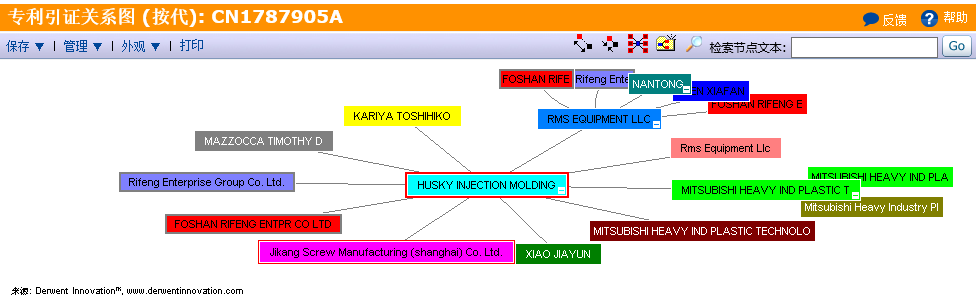 专利引证关系图 (按代): CN1787905A
反馈
帮助
保存 ▼ | 管理 ▼ | 外观 ▼ | 打印
检索节点文本:
Go
FOSHAN RIFE
Rifeng Ente
NANTONG
EN XIAHAN
FOSHAN RIFENG E
KARIYA TOSHIHIKO
RMS EQUIPMENT LLC
MAZZOCCA TIMOTHY D
Rms Equipment Llc
Rifeng Enterprise Group Co. Ltd.
HUSKY INJECTION MOLDING
MITSUBISHI HEAVY IND PLA
MITSUBISHI HEAVY IND PLASTIC T
Mitsubishi Heavy Industry Pl
FOSHAN RIFENG ENTPR CO LTD
MITSUBISHI HEAVY IND PLASTIC TECHNOLO
Jikang Screw Manufacturing (shanghai) Co. Ltd.
XIAO JIAYUN
来源: Derwent Innovation™, www.derwentinnovation.com